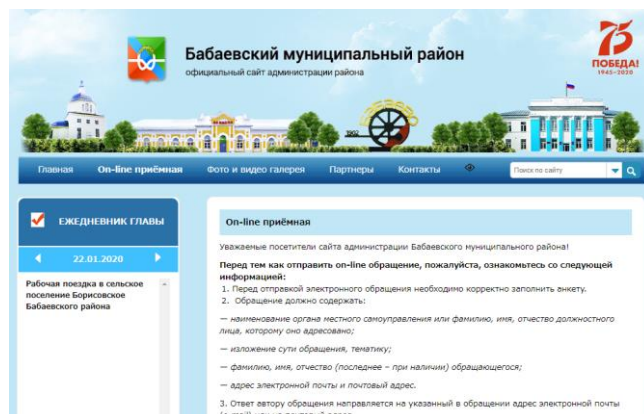 Бабаевский муниципальный район
официальный сайт администрации района
75
ПОБЕДА!
1945-2020
1902
Главная On-line приёмная Фото и видео галерея Партнеры Контакты Поиск по сайту
ЕЖЕДНЕВНИК ГЛАВЫ
22.01.2020
Рабочая поездка в сельское
поселение Борисовское
Бабаевского района
On-line приёмная
Уважаемые посетители сайта администрации Бабаевского муниципального района!
Перед тем как отправить on-line обращение, пожалуйста, ознакомьтесь со следующей
информацией:
1. Перед отправкой электронного обращения необходимо корректно заполнить анкету.
2. Обращение должно содержать:
— наименование органа местного самоуправления или фамилию, имя, отчество должностного
лица, которому оно адресовано;
— изложение сути обращения, тематику;
— фамилию, имя, отчество (последнее – при наличии) обращающегося;
— адрес электронной почты и почтовый адрес.
3. Ответ автору обращения направляется на указанный в обращении адрес электронной почты